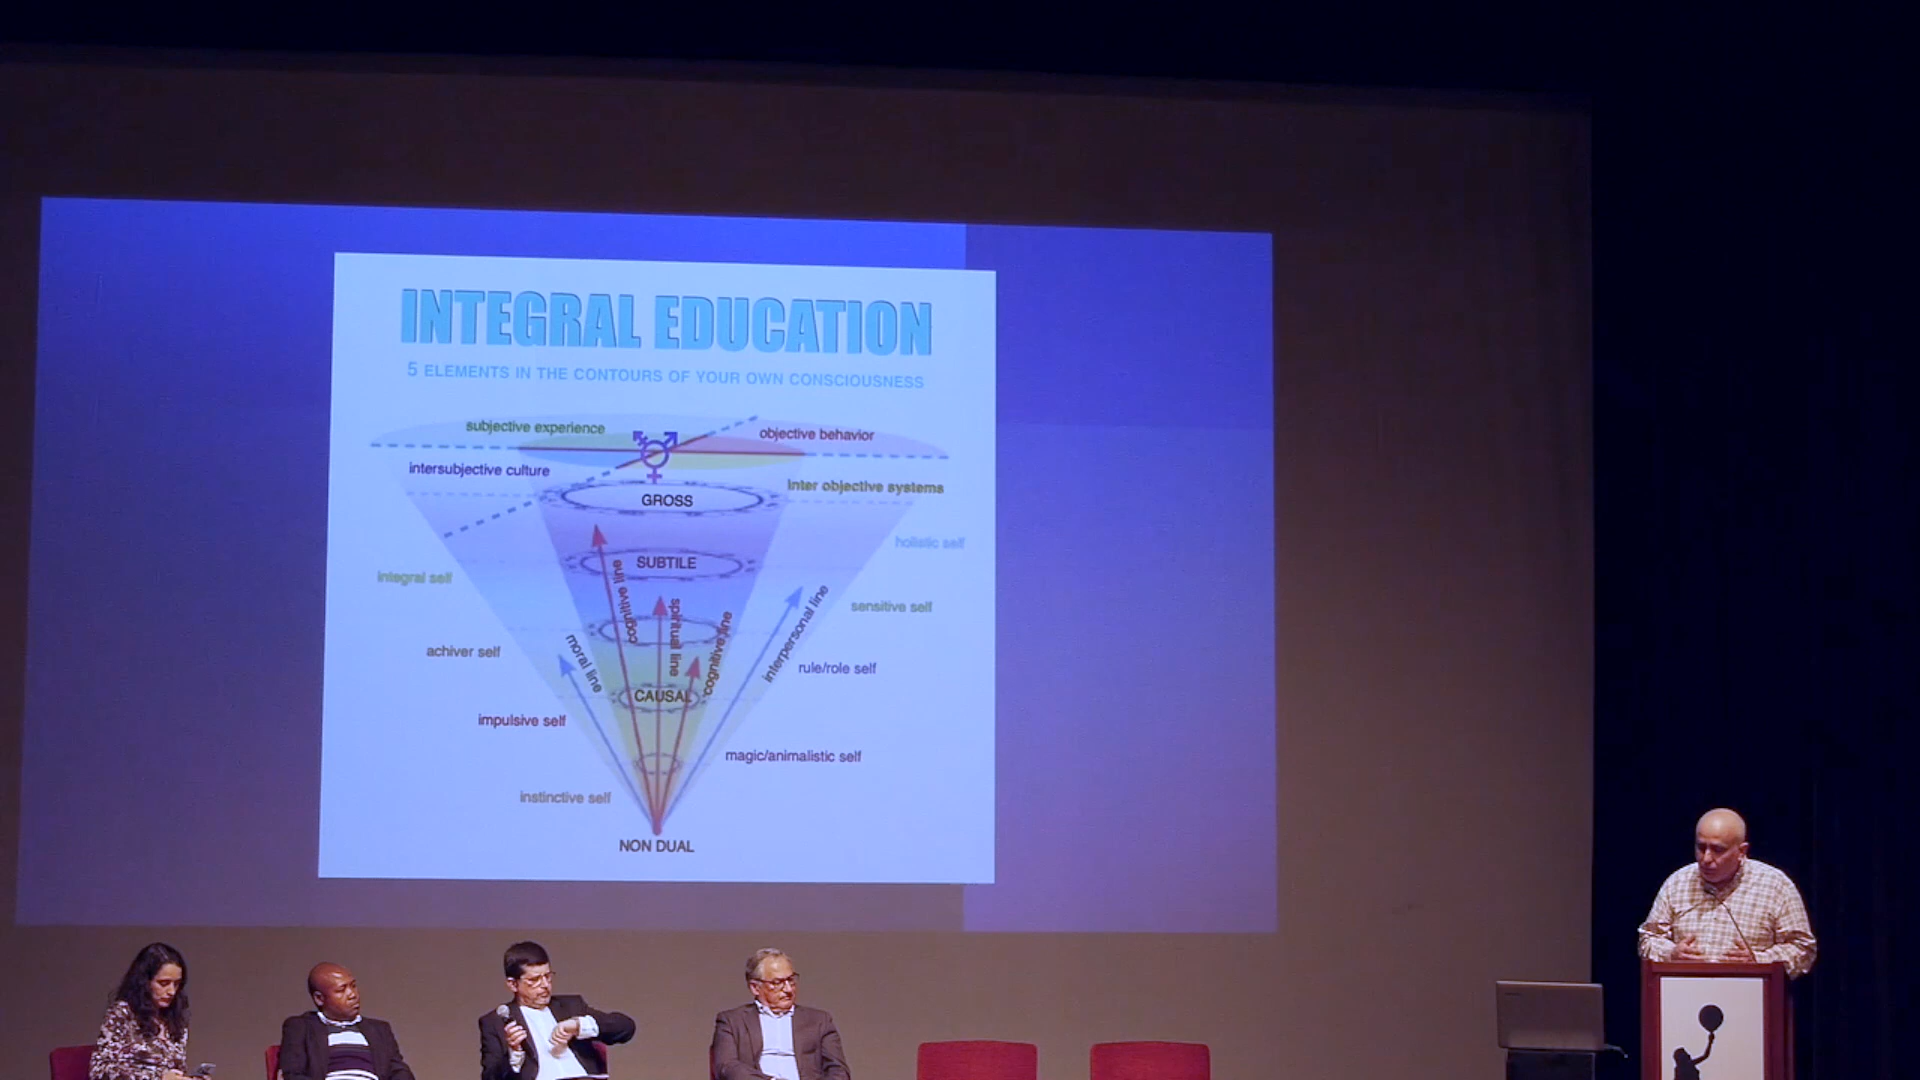 INTEGRAL EDUCATION
5 ELEMENTS IN THE CONTOURS OF YOUR OWN CONSCIOUSNESS
subjective experience
objective behavior
intersubjective culture
Inter objective systems
GROSS
holistic self
SUBTILE
integral self
cognitive line
spiritual line
cognitive line
interpersonal line
sensitive self
moral line
achiver self
rule/role self
CAUSAL
impulsive self
magic/animalistic self
instinctive self
NON DUAL